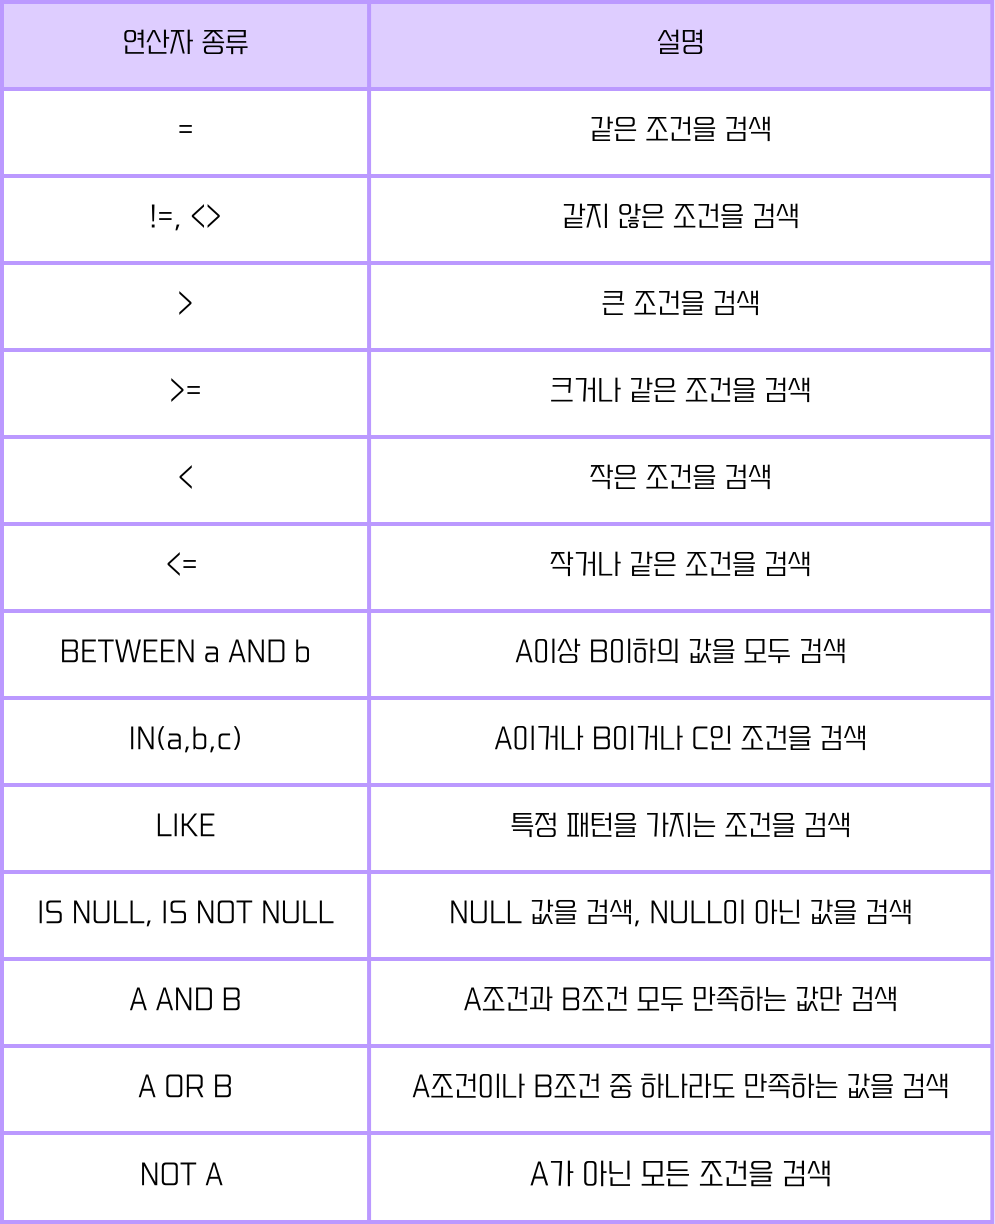 연산자 종류 설명
= 같은 조건을 검색
!=, <> 같지 않은 조건을 검색
> 큰 조건을 검색
>= 크거나 같은 조건을 검색
< 작은 조건을 검색
<= 작거나 같은 조건을 검색
BETWEEN a AND b A이상 B이하의 값을 모두 검색
IN(a,b,c) A이거나 B이거나 C인 조건을 검색
LIKE 특정 패턴을 가지는 조건을 검색
IS NULL, IS NOT NULL NULL 값을 검색, NULL이 아닌 값을 검색
A AND B A조건과 B조건 모두 만족하는 값만 검색
A OR B A조건이나 B조건 중 하나라도 만족하는 값을 검색
NOT A A가 아닌 모든 조건을 검색